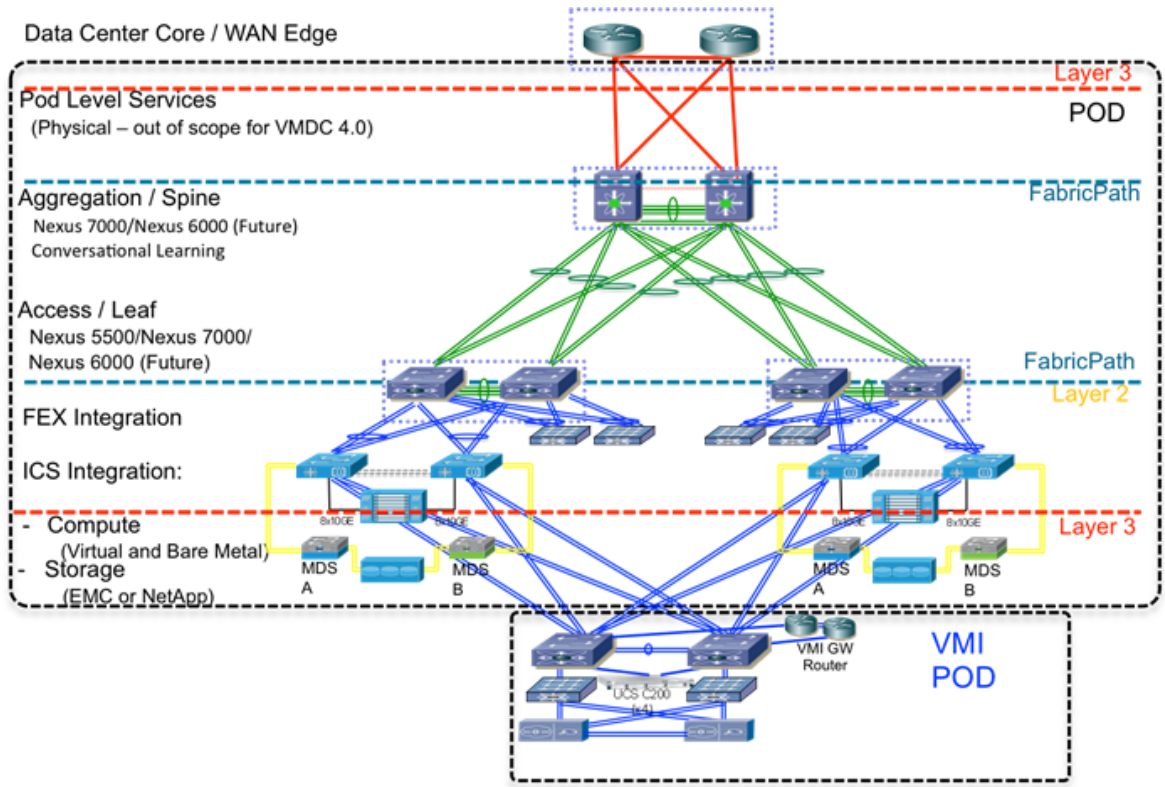 Data Center Core / WAN Edge
Layer 3
Pod Level Services
(Physical – out of scope for VMDC 4.0)
POD
Aggregation / Spine
FabricPath
Nexus 7000/Nexus 6000 (Future)
Conversational Learning
Access / Leaf
Nexus 5500/Nexus 7000/
Nexus 6000 (Future)
FabricPath
Layer 2
FEX Integration
ICS Integration:
8x10GE
8x10GE
8x10GE
8x10GE
Layer 3
- Compute
(Virtual and Bare Metal)
- Storage
(EMC or NetApp)
MDS
A
MDS
B
MDS
A
MDS
B
VMI GW
Router
VMI
POD
UCS C200
(x4)